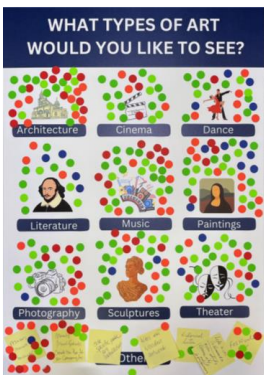 WHAT TYPES OF ART
WOULD YOU LIKE TO SEE?
Architecture
Cinema
Dance
Literature
Music
Paintings
Photography
Sculptures
Theater
Other